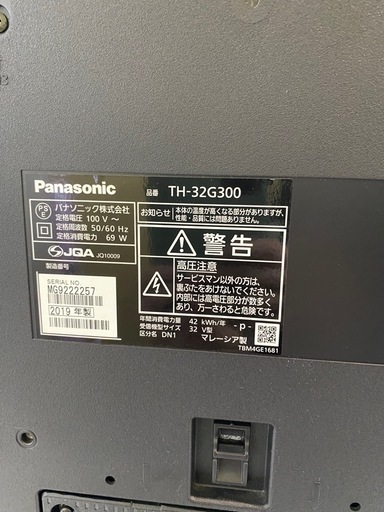 Panasonic
品番 TH-32G300
PS
E
パナソニック株式会社
定格電圧 100 V ～
定格周波数 50/60 Hz
定格消費電力 69 W
JQA JQ10009
製造番号
SERIAL NO.
MG9222257
2019 年製
お知らせ
本体の温度が高くなる部分がありますが、
性能・品質には問題ありません。
警告
高圧注意
サービスマン以外の方は、
裏ぶたをあけないでください。
内部には高電圧部分が数多く
あり、万一さわると危険です。
年間消費電力量 42 kWh/年
受信機型サイズ 32 V型 -p-
区分名 DN1 マレーシア製
TBM4GE1681